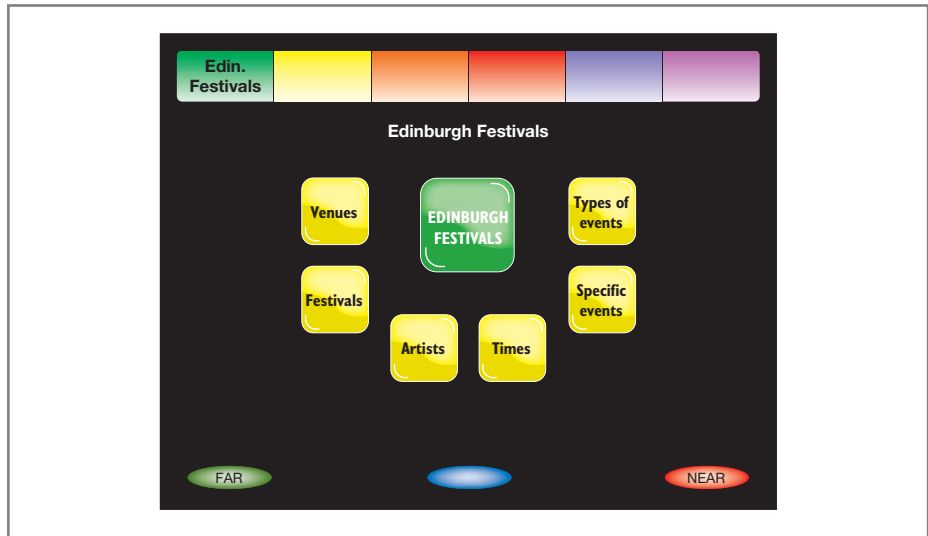 Edin.
Festivals
Edinburgh Festivals
Venues
EDINBURGH
FESTIVALS
Types of
events
Festivals
Specific
events
Artists
Times
FAR
NEAR